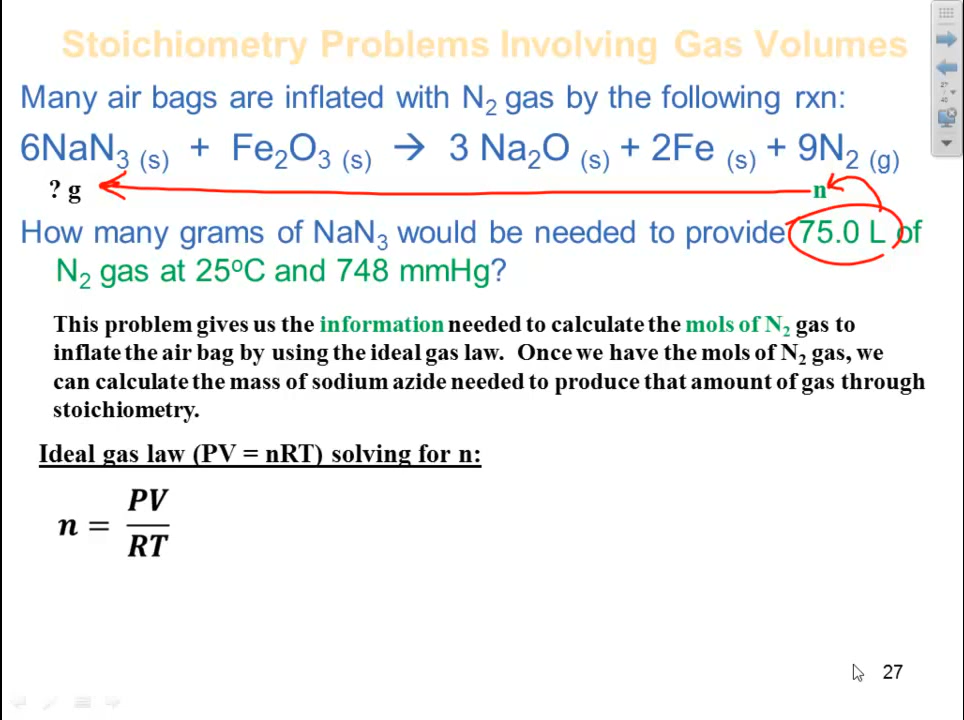 Stoichiometry Problems Involving Gas Volumes
Many air bags are inflated with N₂ gas by the following rxn:
6NaN₃ (s) + Fe₂O₃ (s) → 3 Na₂O (s) + 2Fe (s) + 9N₂ (g)
? g n
How many grams of NaN₃ would be needed to provide 75.0 L of
N₂ gas at 25°C and 748 mmHg?
This problem gives us the information needed to calculate the mols of N₂ gas to
inflate the air bag by using the ideal gas law. Once we have the mols of N₂ gas, we
can calculate the mass of sodium azide needed to produce that amount of gas through
stoichiometry.
Ideal gas law (PV = nRT) solving for n:
n = PV/RT
27